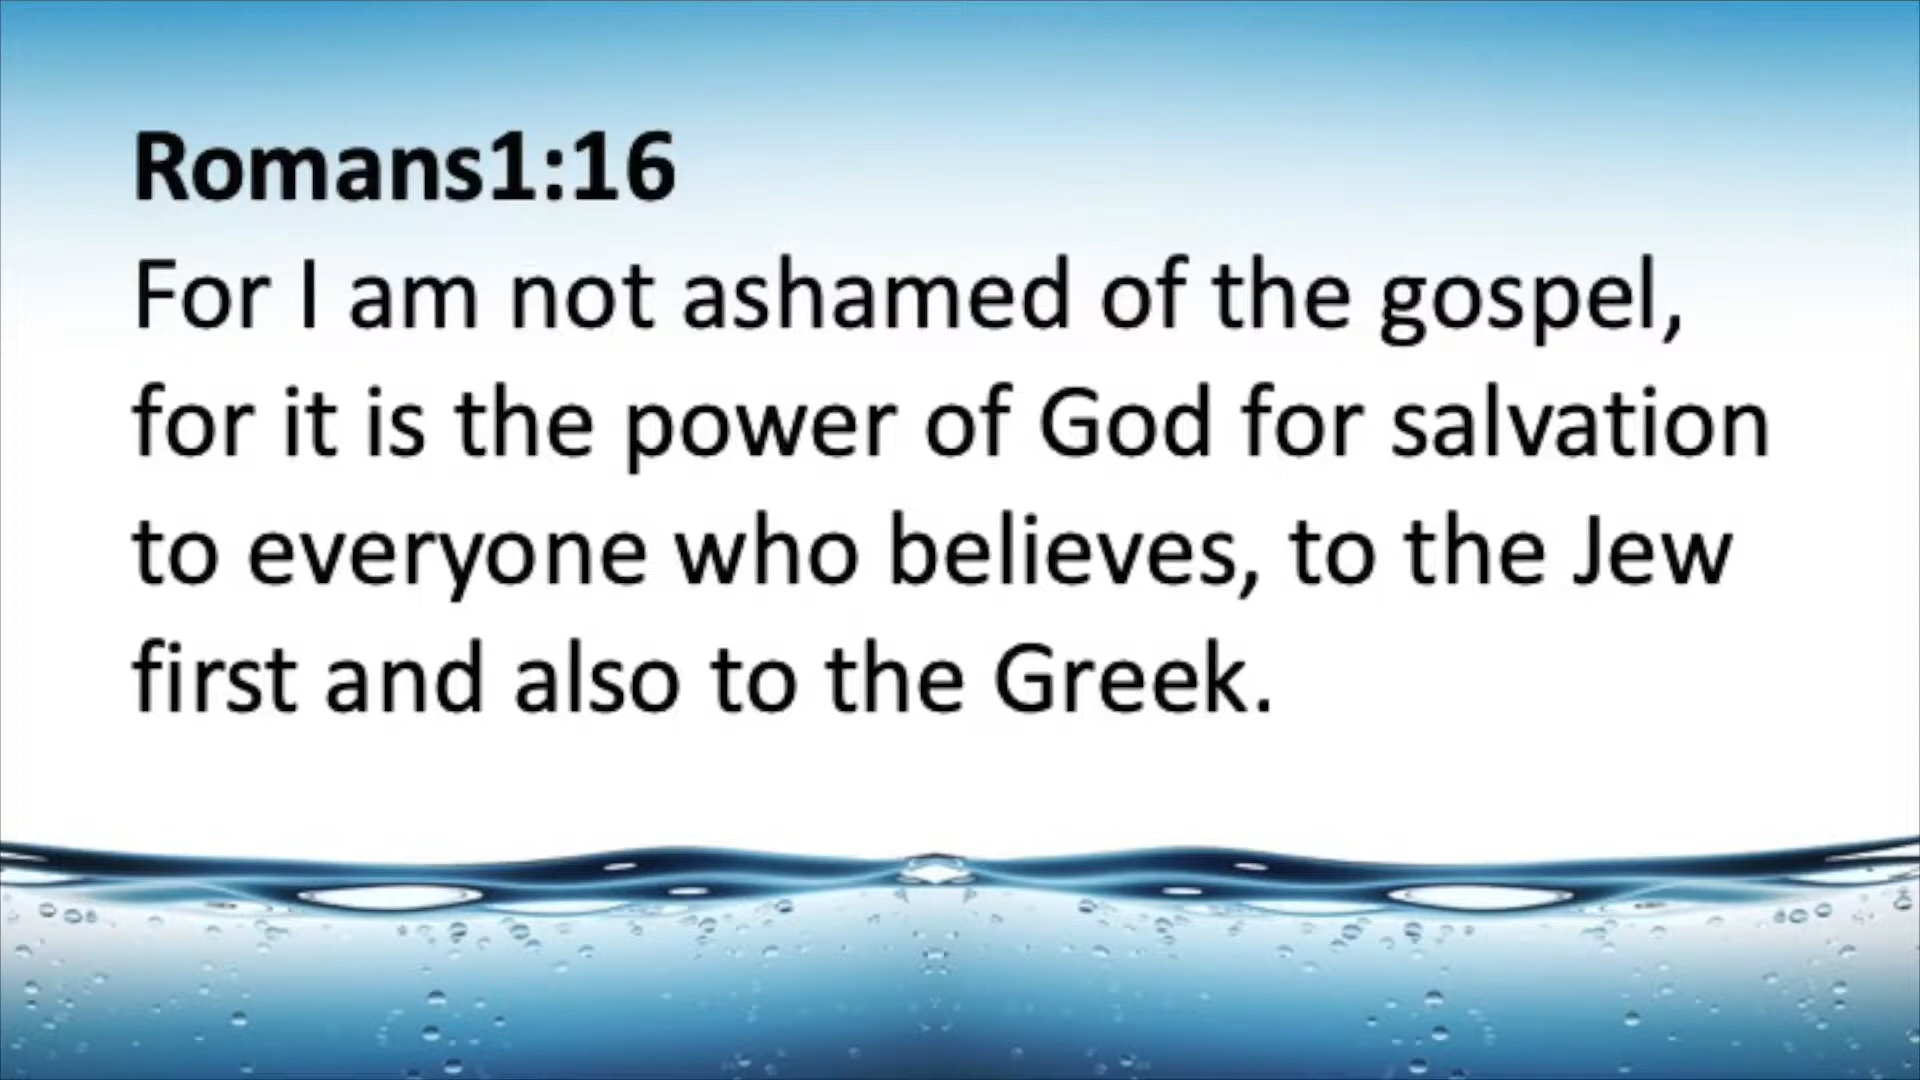 Romans1:16
For I am not ashamed of the gospel,
for it is the power of God for salvation
to everyone who believes, to the Jew
first and also to the Greek.